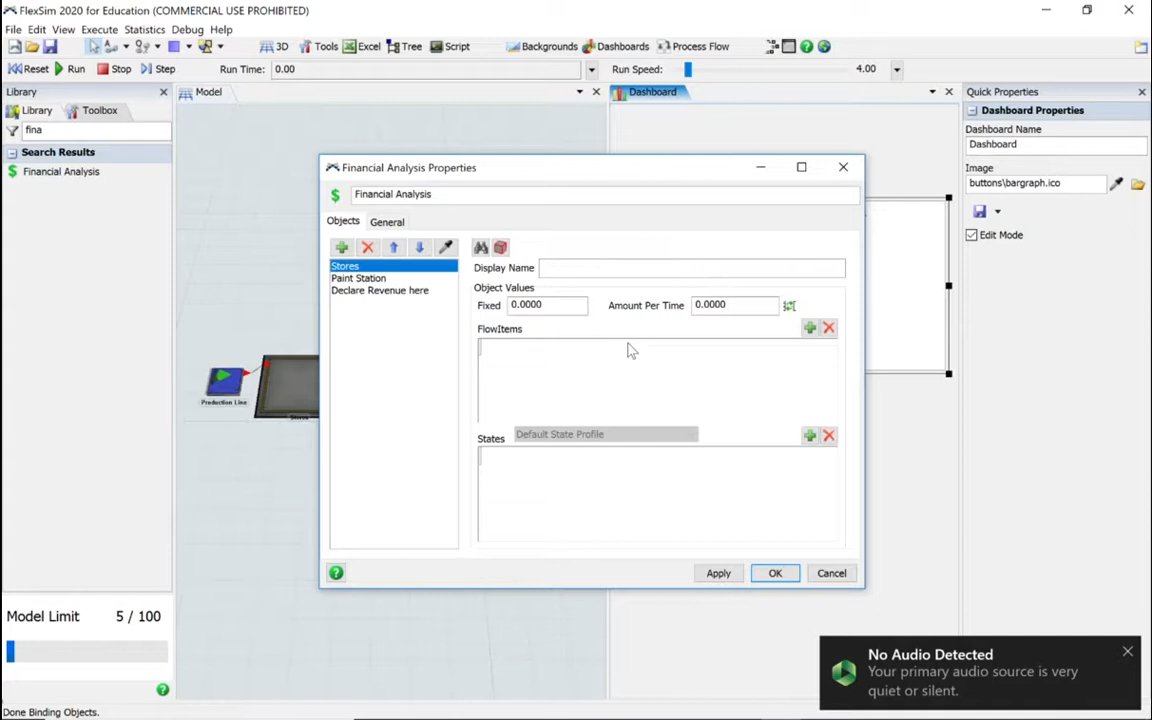 FlexSim 2020 for Education (COMMERCIAL USE PROHIBITED)
File Edit View Execute Statistics Debug Help
3D Tools Excel Tree Script Backgrounds Dashboards Process Flow
Reset Run Stop Step Run Time: 0.00 Run Speed: 4.00
Library
Library Toolbox
fina
Search Results
Financial Analysis
Model
Dashboard
Quick Properties
Dashboard Properties
Dashboard Name
Dashboard
Image
buttons\bargraph.ico
Edit Mode
Financial Analysis Properties
Financial Analysis
Objects General
Stores
Paint Station
Declare Revenue here
Display Name
Object Values
Fixed 0.0000 Amount Per Time 0.0000
FlowItems
States Default State Profile
Apply OK Cancel
Production Line
Model Limit 5 / 100
No Audio Detected
Your primary audio source is very
quiet or silent.
Done Binding Objects.